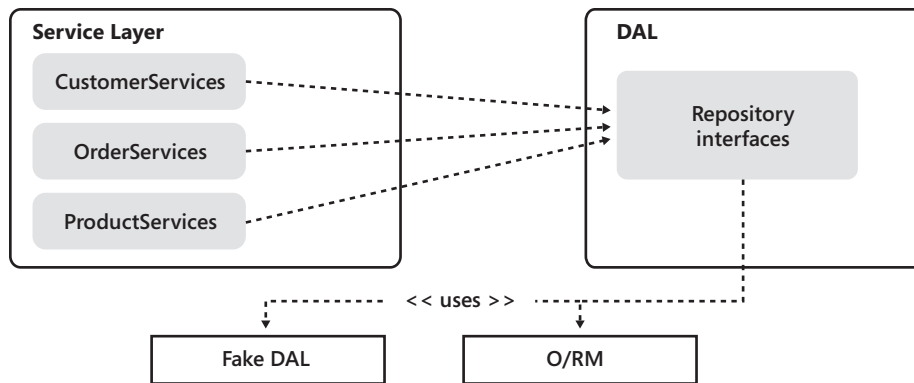 Service Layer
DAL
CustomerServices
OrderServices
ProductServices
Repository
interfaces
<< uses >>
Fake DAL
O/RM